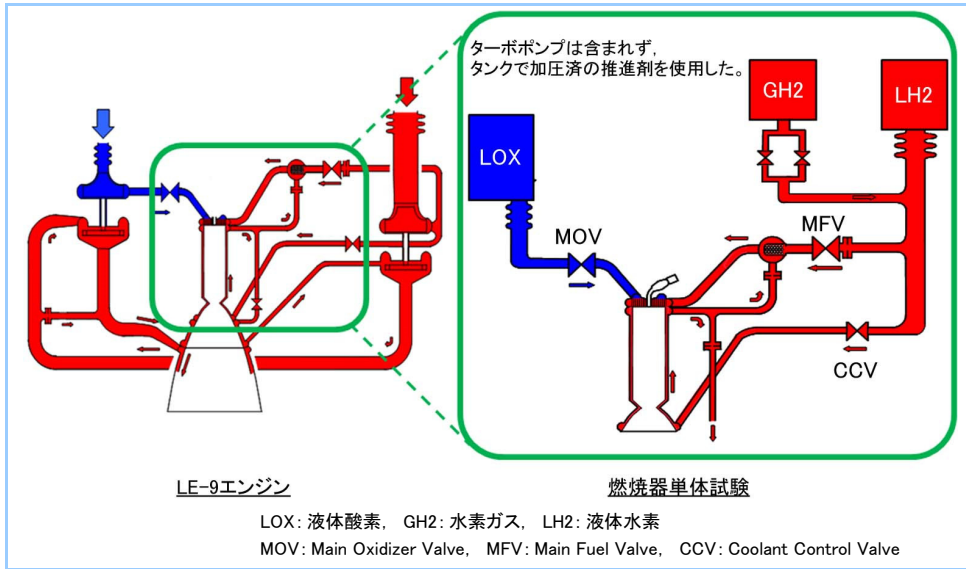 ターボポンプは含まれず，
タンクで加圧済の推進剤を使用した。
GH2
LH2
LOX
MOV
MFV
CCV
LE-9エンジン
燃焼器単体試験
LOX: 液体酸素,　GH2: 水素ガス,　LH2: 液体水素
MOV: Main Oxidizer Valve,　MFV: Main Fuel Valve,　CCV: Coolant Control Valve